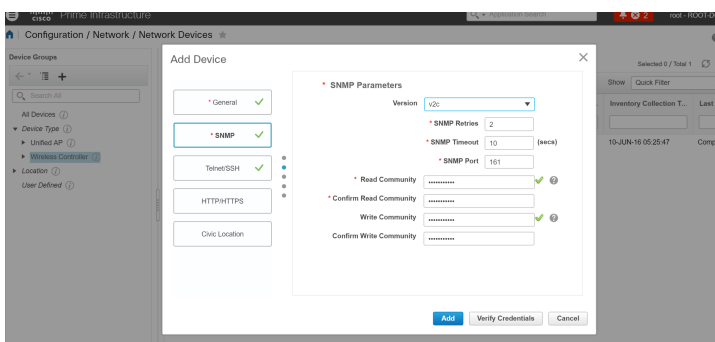 CISCO Prime Infrastructure
Application Search
2
root - ROOT-D
Configuration / Network / Network Devices
Device Groups
Search All
All Devices
Device Type
Unified AP
Wireless Controller
Location
User Defined
Add Device
* General
* SNMP
Telnet/SSH
HTTP/HTTPS
Civic Location
* SNMP Parameters
Version v2c
* SNMP Retries 2
* SNMP Timeout 10 (secs)
* SNMP Port 161
* Read Community ••••••••••••
* Confirm Read Community ••••••••••••
Write Community ••••••••••••
Confirm Write Community ••••••••••••
Add Verify Credentials Cancel
Selected 0 / Total 1
Show Quick Filter
Inventory Collection T... Last
10-JUN-16 05:25:47 Comp